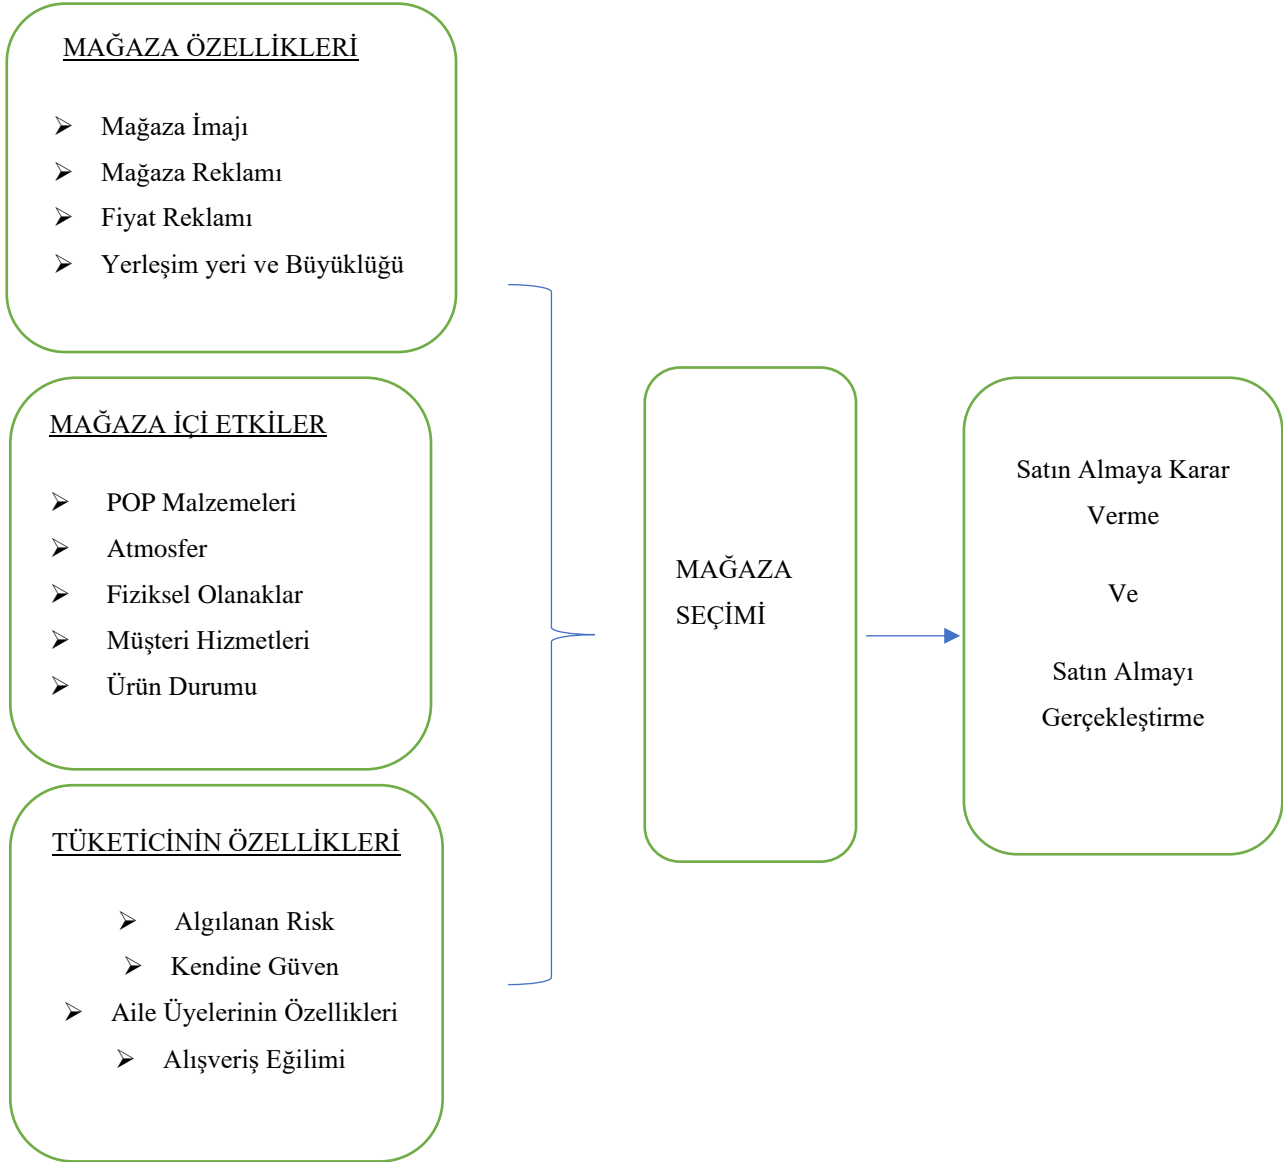 MAĞAZA ÖZELLİKLERİ
➢ Mağaza İmajı
➢ Mağaza Reklamı
➢ Fiyat Reklamı
➢ Yerleşim yeri ve Büyüklüğü
MAĞAZA İÇİ ETKİLER
➢ POP Malzemeleri
➢ Atmosfer
➢ Fiziksel Olanaklar
➢ Müşteri Hizmetleri
➢ Ürün Durumu
TÜKETİCİNİN ÖZELLİKLERİ
➢ Algılanan Risk
➢ Kendine Güven
➢ Aile Üyelerinin Özellikleri
➢ Alışveriş Eğilimi
MAĞAZA
SEÇİMİ
Satın Almaya Karar
Verme
Ve
Satın Almayı
Gerçekleştirme